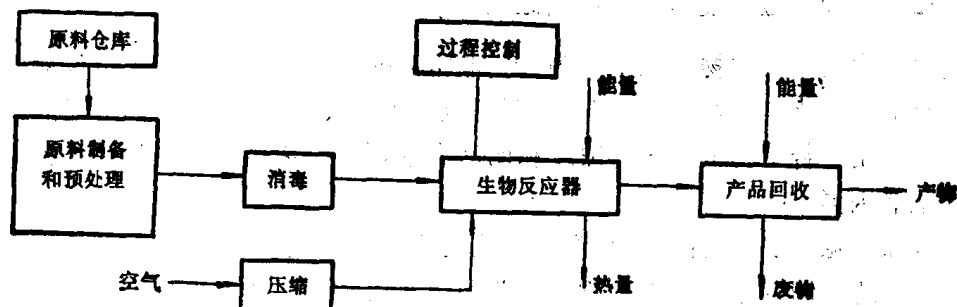 原料仓库
过程控制
能量
能量
原料制备
和预处理
消毒
生物反应器
产品回收
产物
空气
压缩
热量
废物